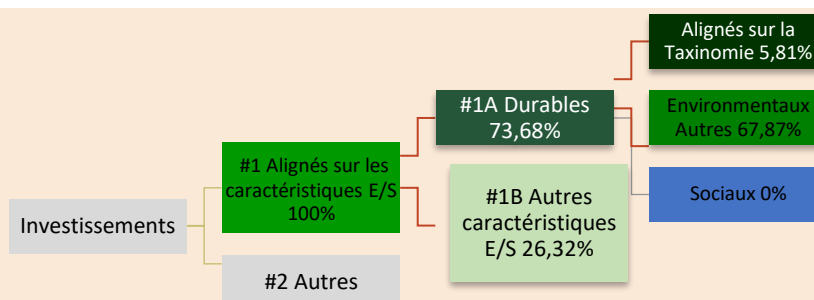 Investissements
#1 Alignés sur les
caractéristiques E/S
100%
#2 Autres
#1A Durables
73,68%
#1B Autres
caractéristiques
E/S 26,32%
Alignés sur la
Taxinomie 5,81%
Environmentaux
Autres 67,87%
Sociaux 0%